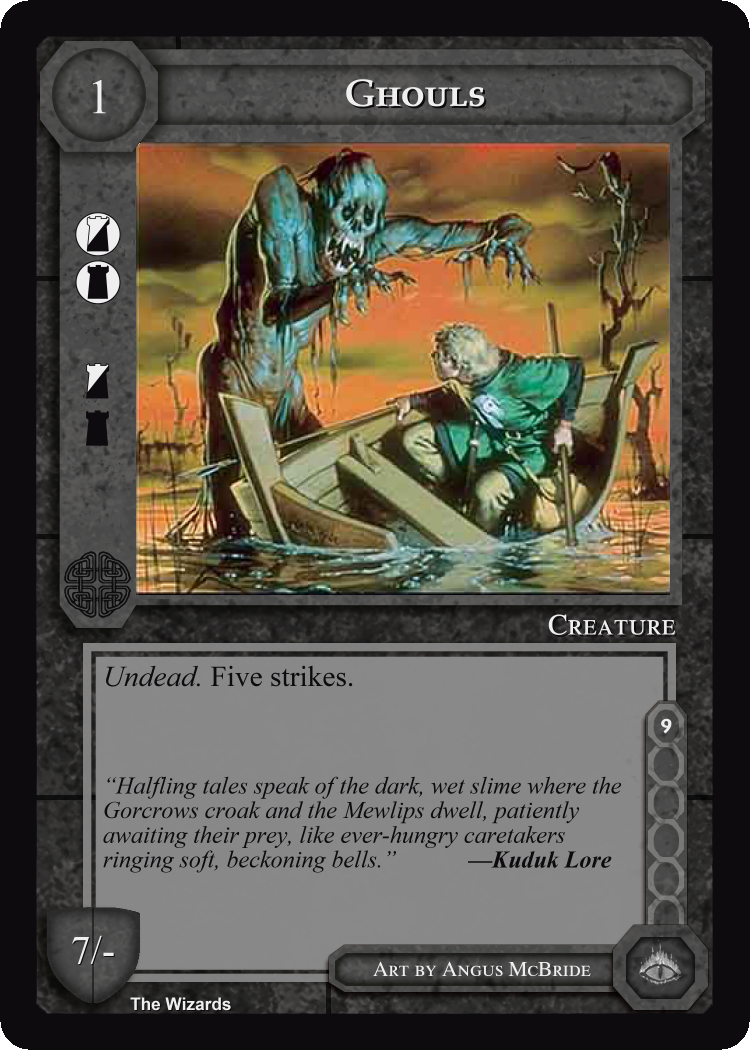 1
Ghouls
Creature
Undead. Five strikes.
9
“Halfling tales speak of the dark, wet slime where the
Gorcrows croak and the Mewlips dwell, patiently
awaiting their prey, like ever-hungry caretakers
ringing soft, beckoning bells.” —Kuduk Lore
7/-
Art by Angus McBride
The Wizards